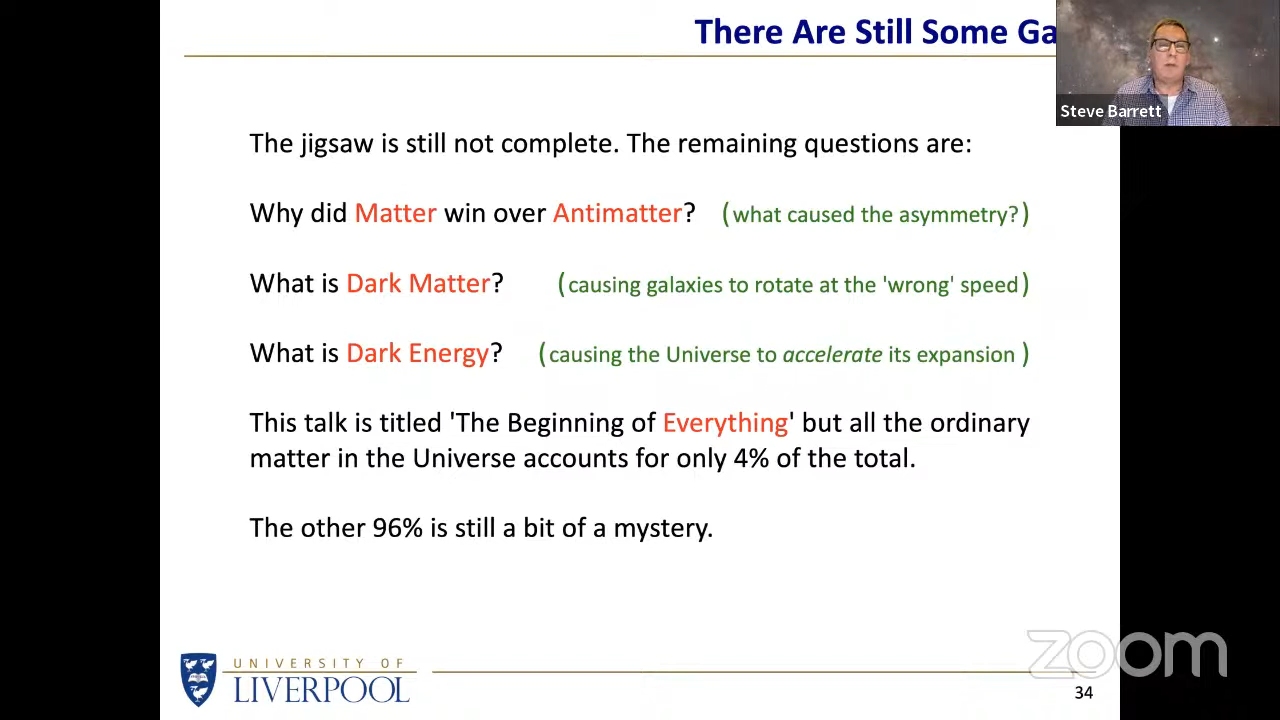 There Are Still Some Ga
Steve Barrett
The jigsaw is still not complete. The remaining questions are:
Why did Matter win over Antimatter? (what caused the asymmetry?)
What is Dark Matter? (causing galaxies to rotate at the 'wrong' speed)
What is Dark Energy? (causing the Universe to accelerate its expansion )
This talk is titled 'The Beginning of Everything' but all the ordinary
matter in the Universe accounts for only 4% of the total.
The other 96% is still a bit of a mystery.
UNIVERSITY OF
LIVERPOOL
zoom
34